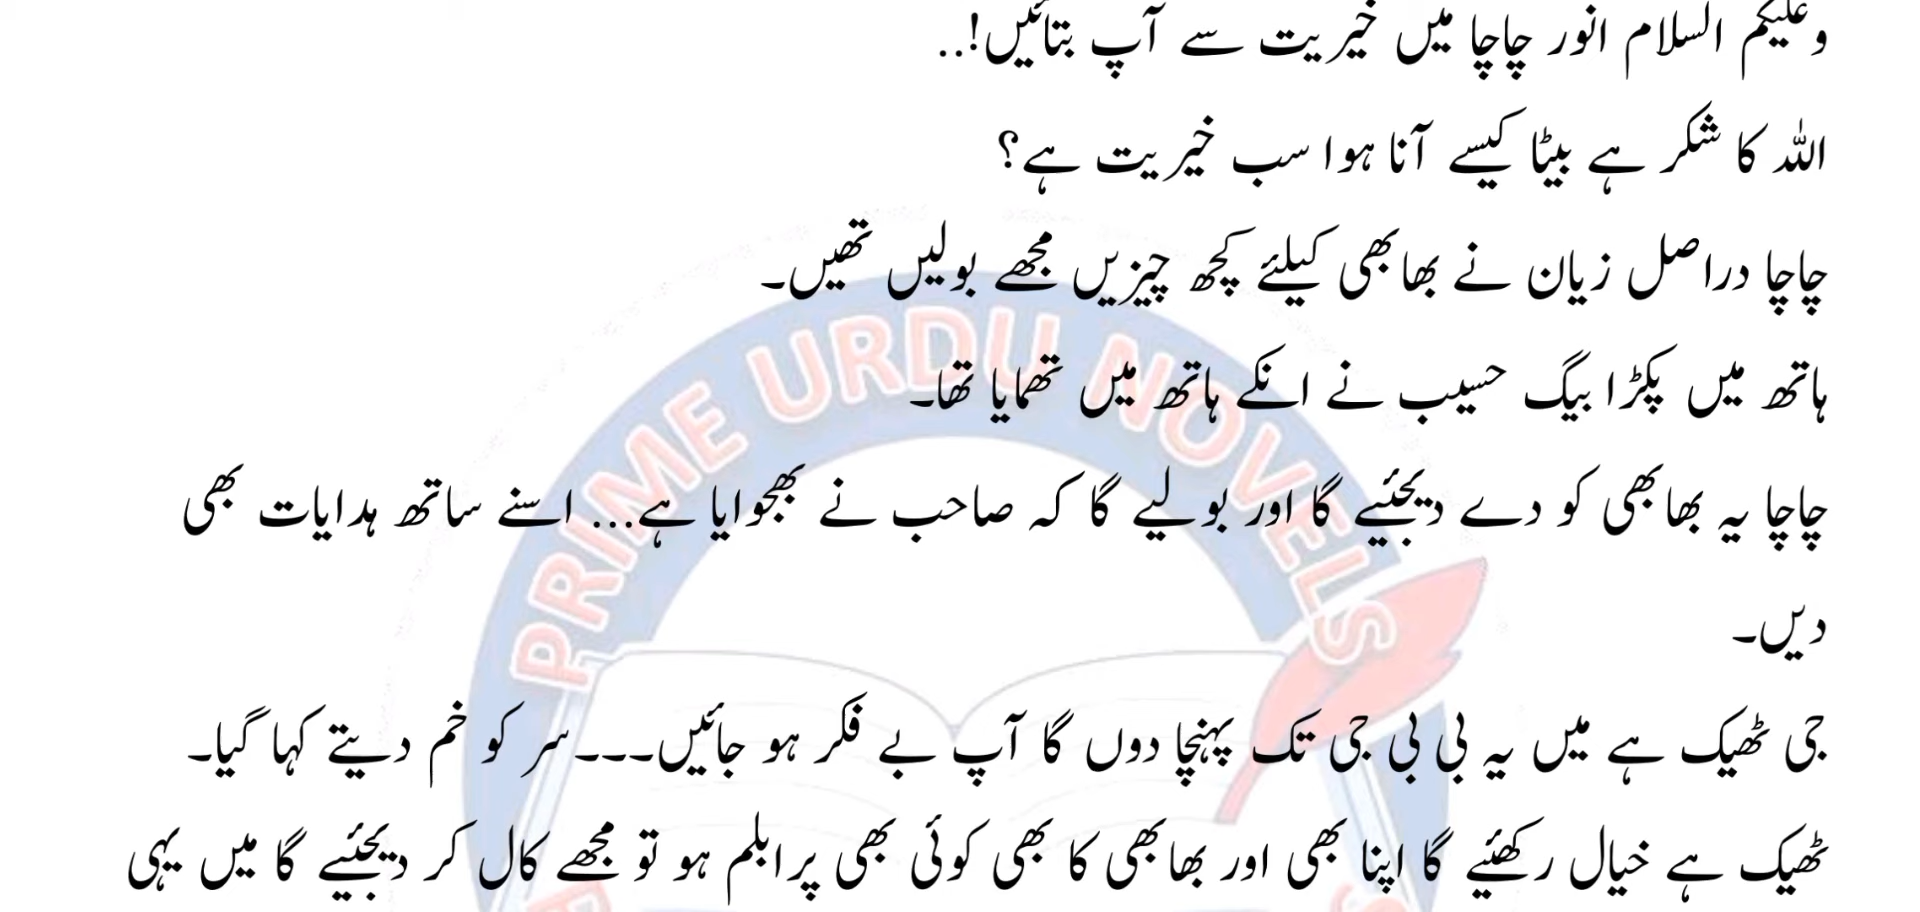 وعلیکم السلام انور چاچا میں خیریت سے آپ بتائیں!..
اللہ کا شکر ہے بیٹا کیسے آنا ہوا سب خیریت ہے؟
چاچا دراصل زیان نے بھابھی کیلئے کچھ چیزیں مجھے بولیں تھیں۔
ہاتھ میں پکڑا بیگ حسیب نے انکے ہاتھ میں تھمایا تھا۔
چاچا یہ بھابھی کو دے دیجئیے گا اور بولیے گا کہ صاحب نے بھجوایا ہے... اسنے ساتھ ہدایات بھی
دیں۔
جی ٹھیک ہے میں یہ بی بی جی تک پہنچا دوں گا آپ بے فکر ہو جائیں۔۔۔سر کو خم دیتے کہا گیا۔
ٹھیک ہے خیال رکھئیے گا اپنا بھی اور بھابھی کا بھی کوئی بھی پرابلم ہو تو مجھے کال کر دیجئیے گا میں یہی
PRIME URDU NOVELS